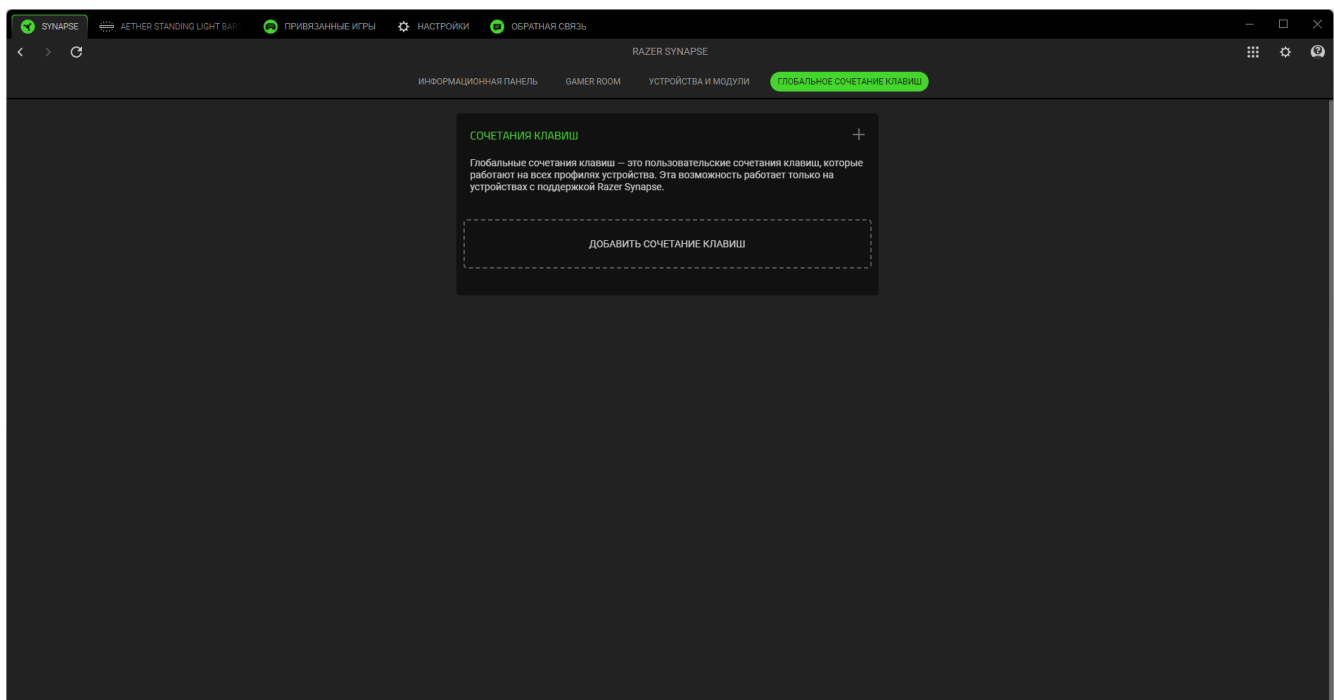 SYNAPSE
AETHER STANDING LIGHT BAR
ПРИВЯЗАННЫЕ ИГРЫ
НАСТРОЙКИ
ОБРАТНАЯ СВЯЗЬ
RAZER SYNAPSE
ИНФОРМАЦИОННАЯ ПАНЕЛЬ
GAMER ROOM
УСТРОЙСТВА И МОДУЛИ
ГЛОБАЛЬНОЕ СОЧЕТАНИЕ КЛАВИШ
СОЧЕТАНИЯ КЛАВИШ
Глобальные сочетания клавиш — это пользовательские сочетания клавиш, которые
работают на всех профилях устройства. Эта возможность работает только на
устройствах с поддержкой Razer Synapse.
ДОБАВИТЬ СОЧЕТАНИЕ КЛАВИШ